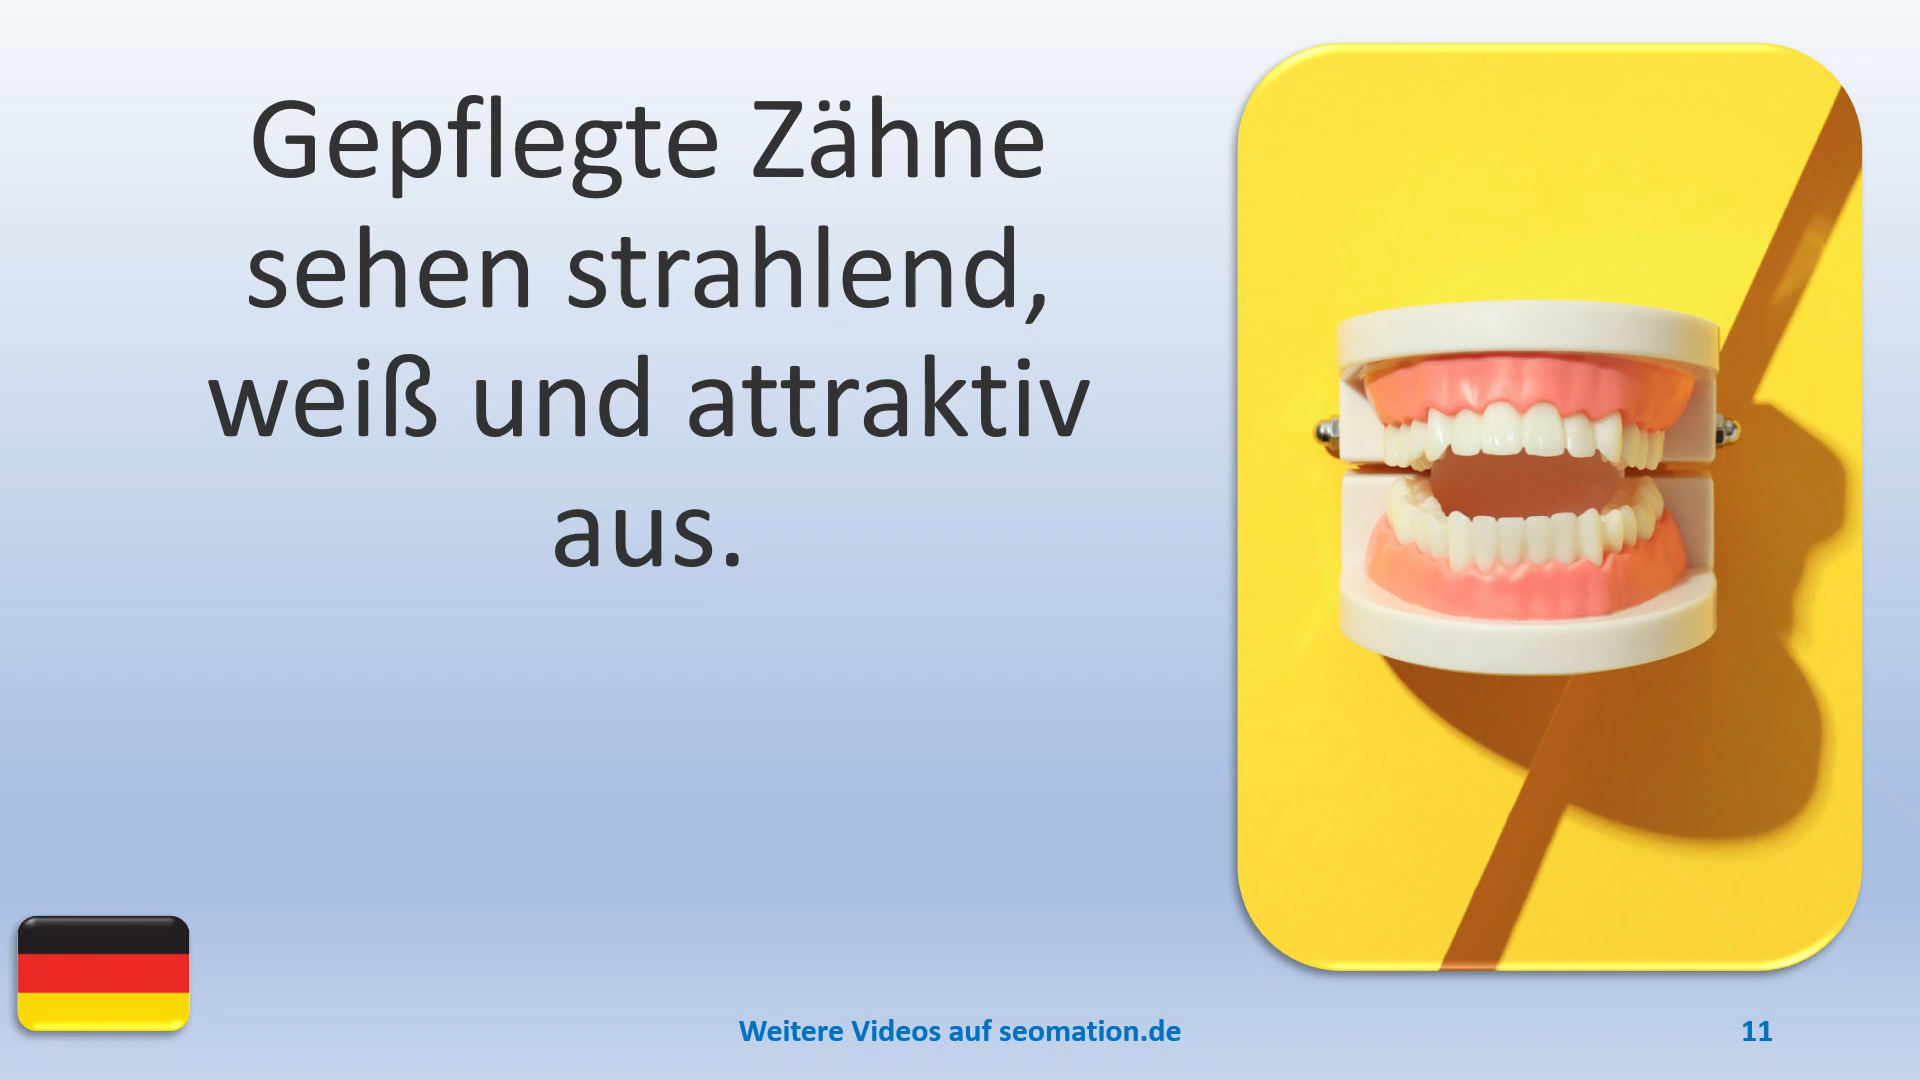 Gepflegte Zähne
sehen strahlend,
weiß und attraktiv
aus.
Weitere Videos auf seomation.de
11